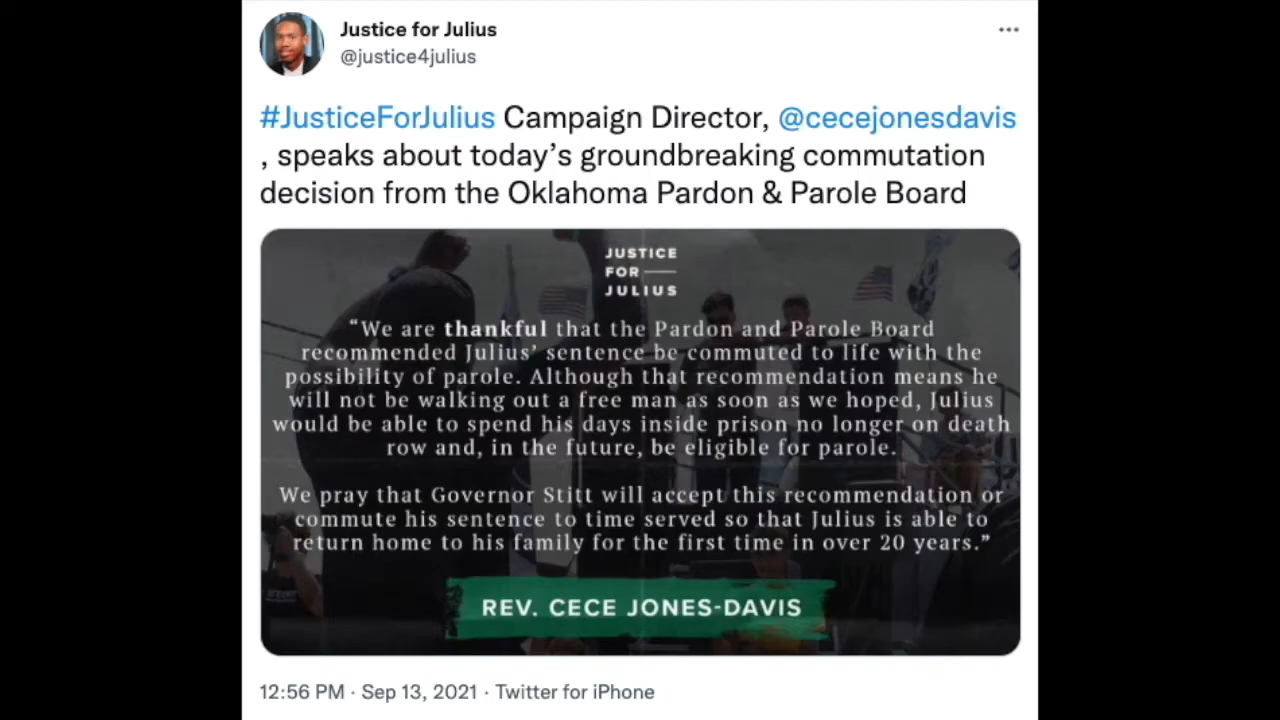 Justice for Julius
@justice4julius
#JusticeForJulius Campaign Director, @cecejonesdavis
, speaks about today’s groundbreaking commutation
decision from the Oklahoma Pardon & Parole Board
JUSTICE
FOR
JULIUS
“We are thankful that the Pardon and Parole Board
recommended Julius’ sentence be commuted to life with the
possibility of parole. Although that recommendation means he
will not be walking out a free man as soon as we hoped, Julius
would be able to spend his days inside prison no longer on death
row and, in the future, be eligible for parole.
We pray that Governor Stitt will accept this recommendation or
commute his sentence to time served so that Julius is able to
return home to his family for the first time in over 20 years.”
REV. CECE JONES-DAVIS
12:56 PM · Sep 13, 2021 · Twitter for iPhone